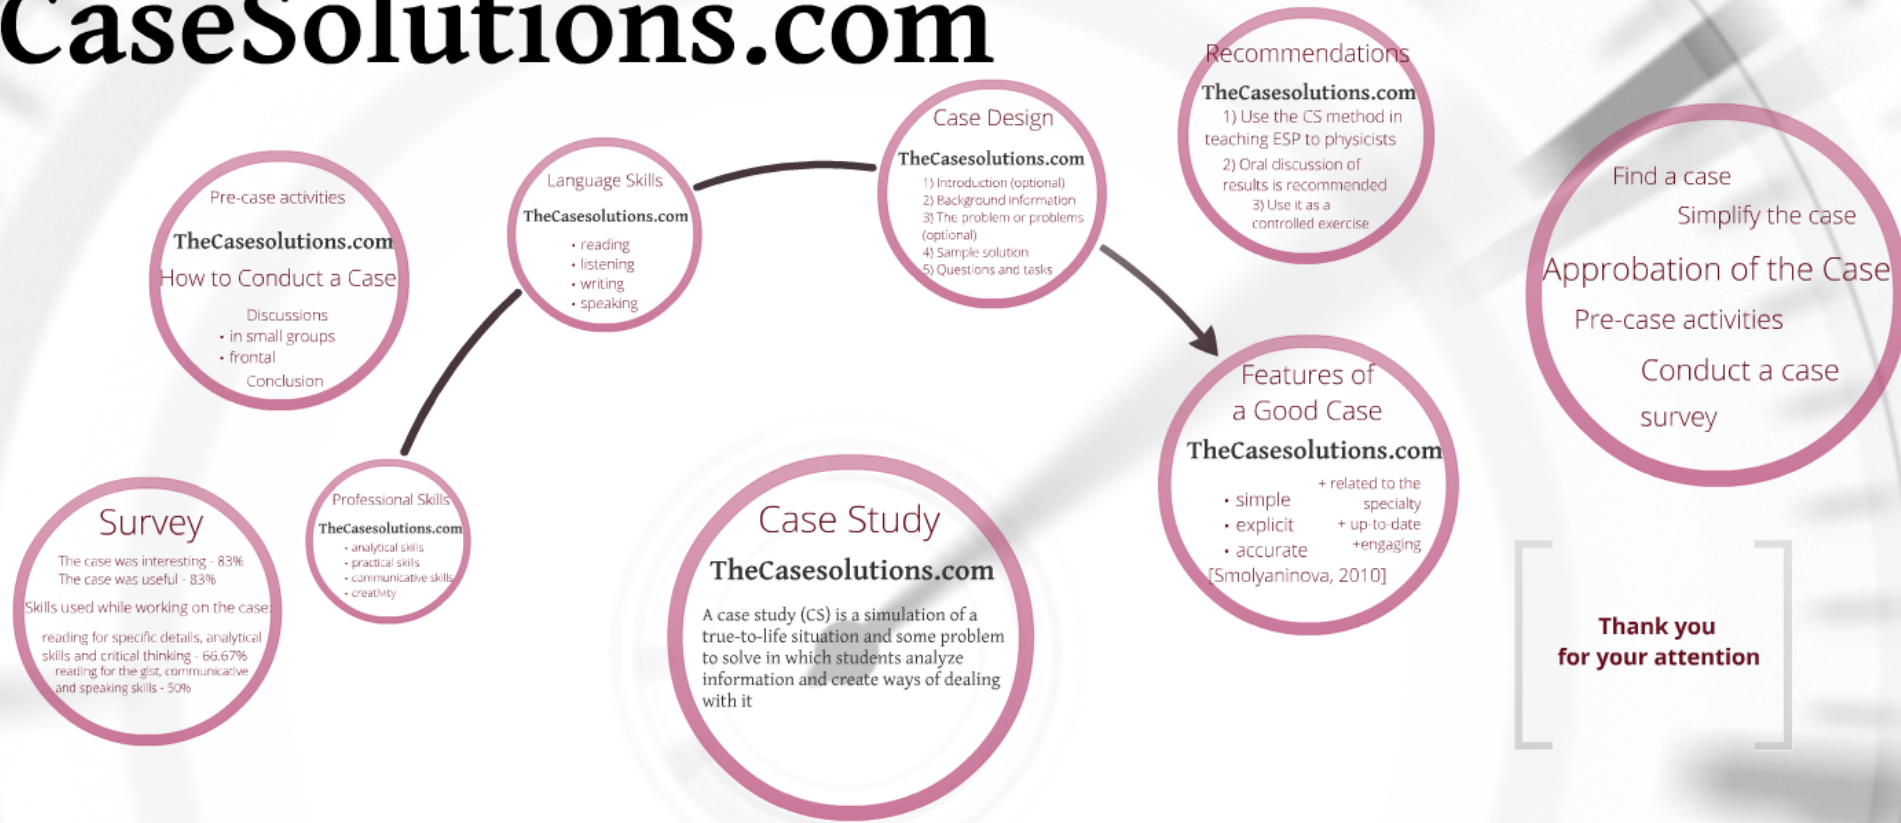 CaseSolutions.com
Pre-case activities
TheCasesolutions.com
How to Conduct a Case
Discussions
• in small groups
• frontal
Conclusion
Survey
The case was interesting - 83%
The case was useful - 83%
Skills used while working on the case:
reading for specific details, analytical
skills and critical thinking - 66.67%
reading for the gist, communicative
and speaking skills - 50%
Professional Skills
TheCasesolutions.com
• analytical skills
• practical skills
• communicative skills
• creativity
Language Skills
TheCasesolutions.com
• reading
• listening
• writing
• speaking
Case Design
TheCasesolutions.com
1) Introduction (optional)
2) Background information
3) The problem or problems
(optional)
4) Sample solution
5) Questions and tasks
Features of
a Good Case
TheCasesolutions.com
• simple
• explicit
• accurate
+ related to the
specialty
+ up-to-date
+engaging
[Smolyaninova, 2010]
Case Study
TheCasesolutions.com
A case study (CS) is a simulation of a
true-to-life situation and some problem
to solve in which students analyze
information and create ways of dealing
with it
Recommendations
TheCasesolutions.com
1) Use the CS method in
teaching ESP to physicists
2) Oral discussion of
results is recommended
3) Use it as a
controlled exercise
Find a case
Simplify the case
Approbation of the Case
Pre-case activities
Conduct a case
survey
Thank you
for your attention